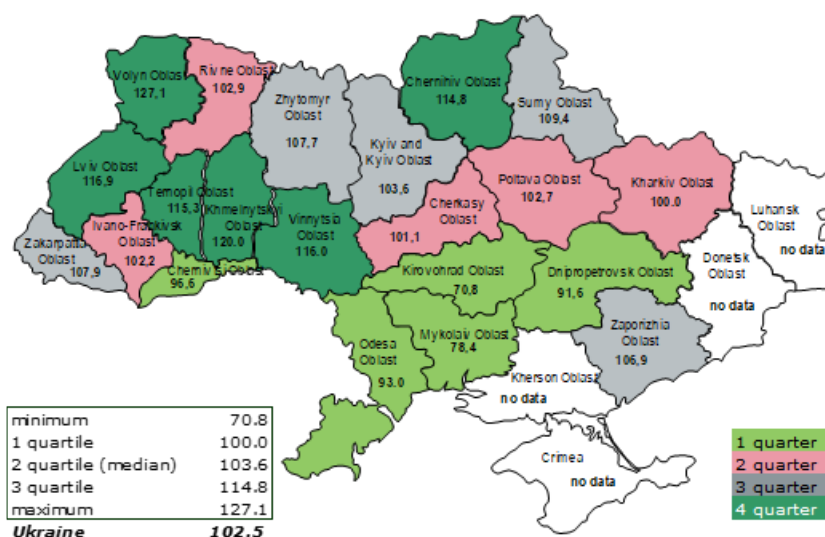 Volyn Oblast
127,1
Rivne Oblast
102,9
Zhytomyr
Oblast
107,7
Kyiv and
Kyiv Oblast
103,6
Chernihiv Oblast
114,8
Sumy Oblast
109,4
Lviv Oblast
116,9
Ternopil Oblast
115,3
Khmelnytskyi
Oblast
120.0
Vinnytsia
Oblast
116.0
Cherkasy
Oblast
101,1
Poltava Oblast
102,7
Kharkiv Oblast
100.0
Luhansk
Oblast
no data
Zakarpattia
Oblast
107,9
Ivano-Frankivsk
Oblast
102,2
Chernivtsi Oblast
96,6
Kirovohrad Oblast
70,8
Dnipropetrovsk Oblast
91,6
Donetsk
Oblast
no data
Odesa
Oblast
93.0
Mykolaiv Oblast
78,4
Zaporizhia
Oblast
106,9
Kherson Oblast
no data
Crimea
no data
minimum 70.8
1 quartile 100.0
2 quartile (median) 103.6
3 quartile 114.8
maximum 127.1
Ukraine 102.5
1 quarter
2 quarter
3 quarter
4 quarter